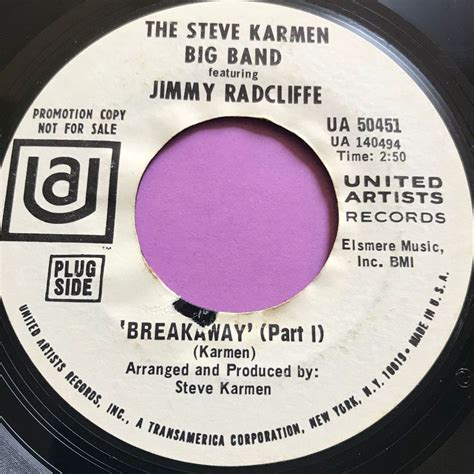 THE STEVE KARMEN
BIG BAND
featuring
JIMMY RADCLIFFE
PROMOTION COPY
NOT FOR SALE
UA 50451
UA 140494
Time: 2:50
UA
UNITED
ARTISTS
RECORDS
Elsmere Music,
Inc. BMI
PLUG
SIDE
'BREAKAWAY' (Part I)
(Karmen)
Arranged and Produced by:
Steve Karmen
UNITED ARTISTS RECORDS, INC., A TRANSAMERICA CORPORATION, NEW YORK, N.Y. 10019 • MADE IN U.S.A.